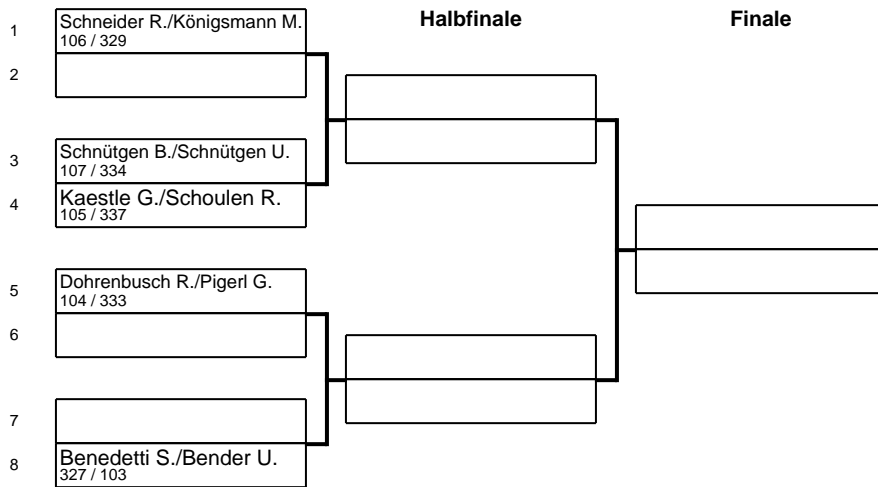 Halbfinale
Finale
1
Schneider R./Königsmann M.
106 / 329
2
3
Schnütgen B./Schnütgen U.
107 / 334
4
Kaestle G./Schoulen R.
105 / 337
5
Dohrenbusch R./Pigerl G.
104 / 333
6
7
8
Benedetti S./Bender U.
327 / 103